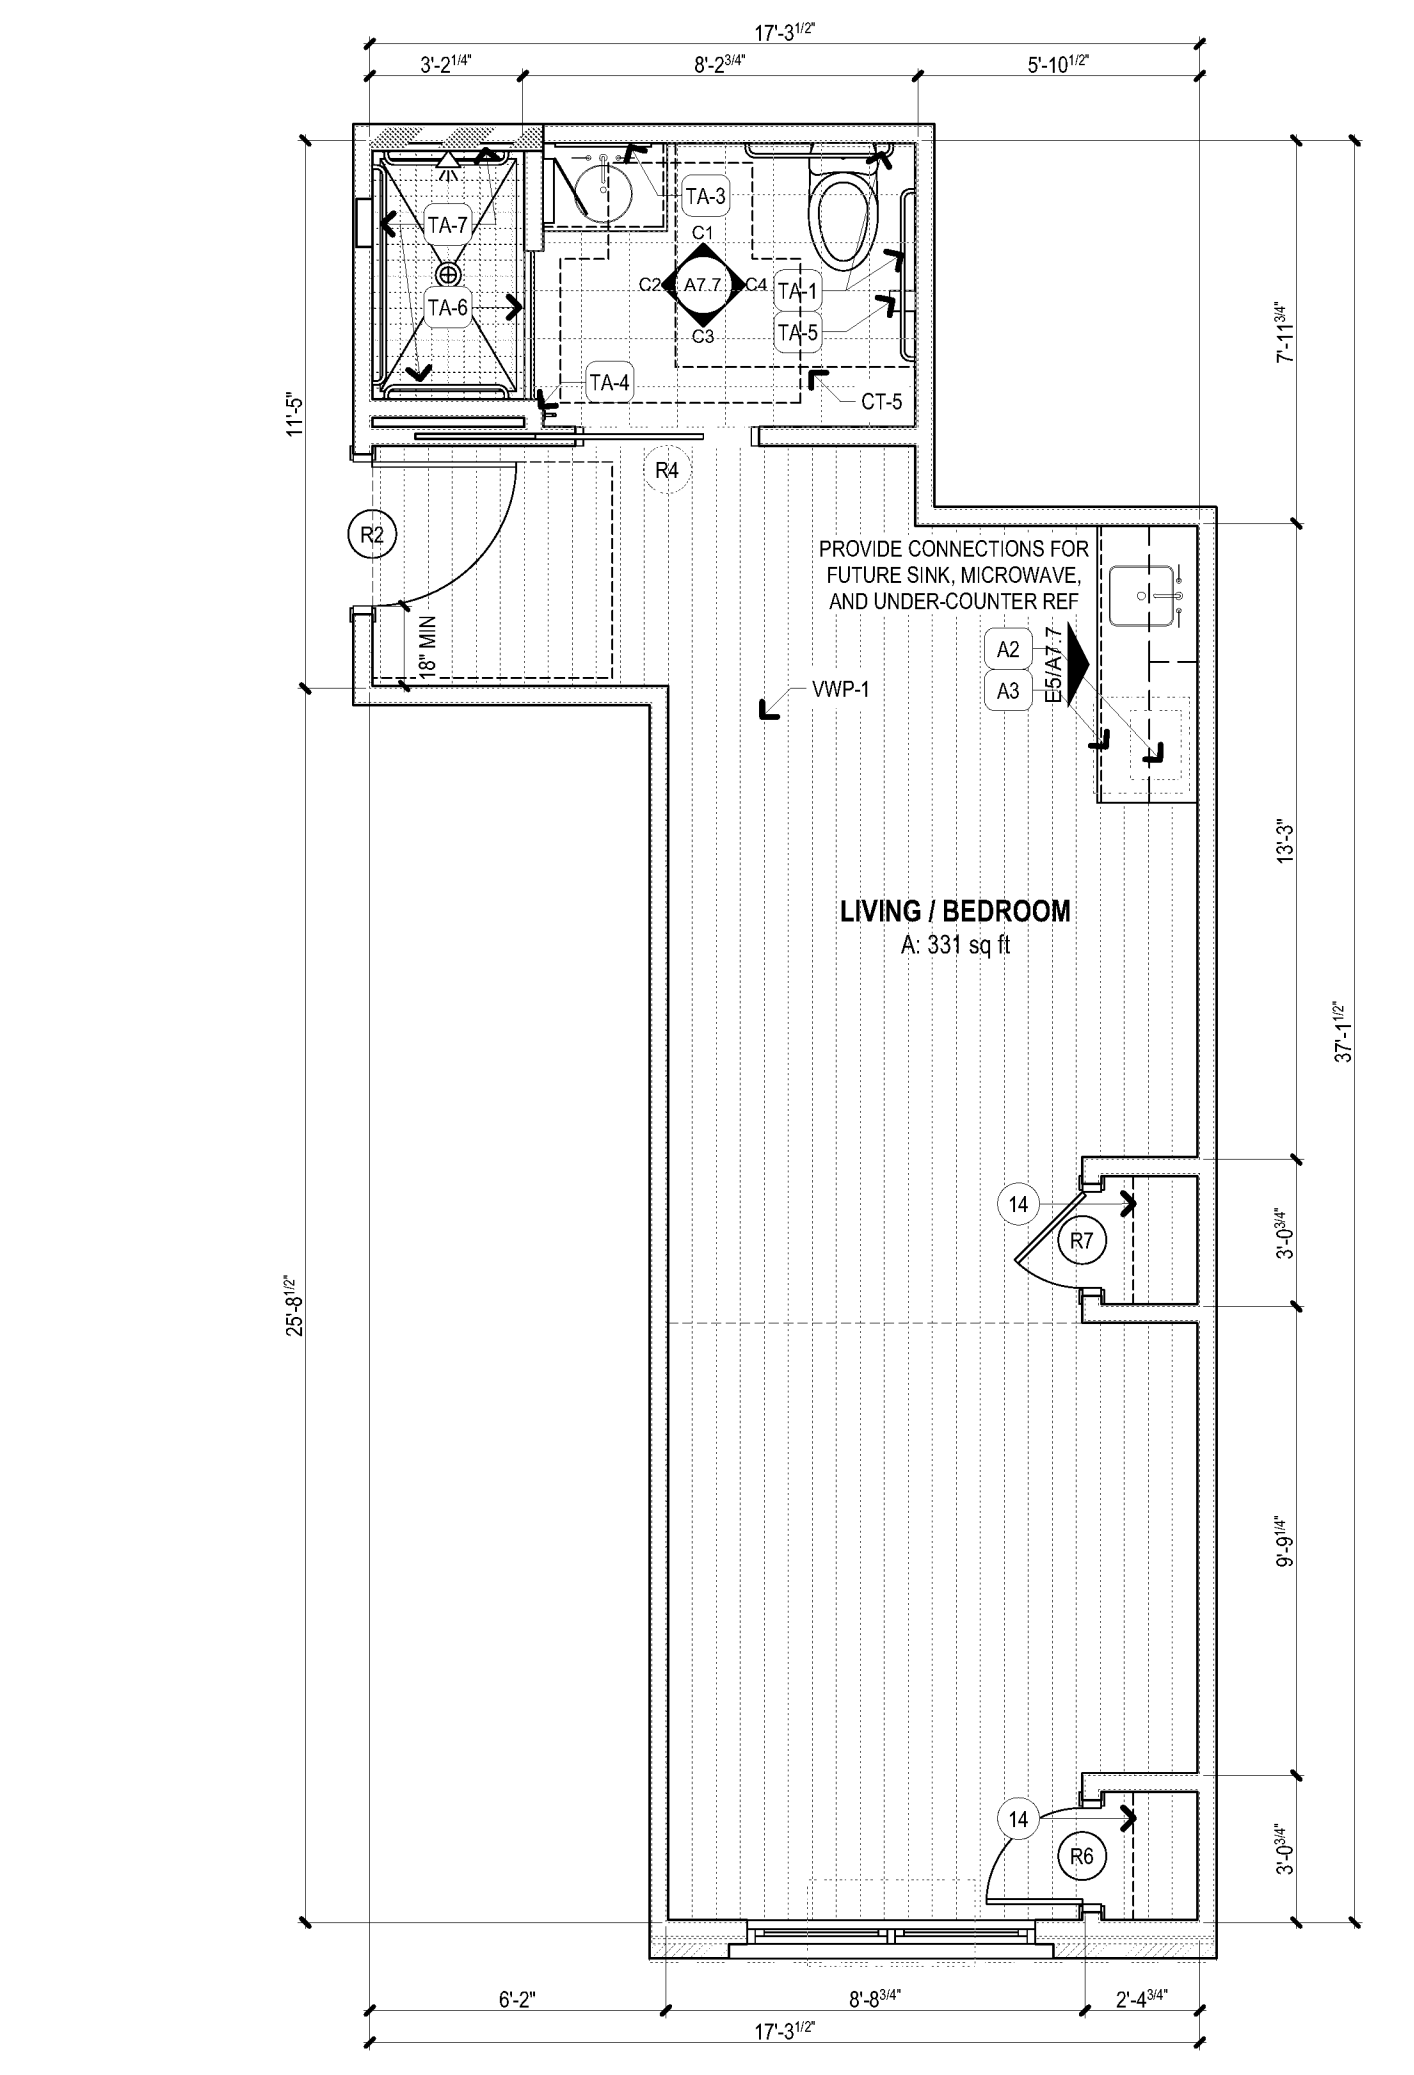 17'-3 1/2"
3'-2 1/4"
8'-2 3/4"
5'-10 1/2"
TA-3
TA-7
C1
C2
A7.7
C4
C3
TA-1
TA-6
TA-5
7'-11 3/4"
TA-4
CT-5
11'-5"
R4
R2
PROVIDE CONNECTIONS FOR
FUTURE SINK, MICROWAVE,
AND UNDER-COUNTER REF
18" MIN
A2
A3
E5/A7.7
VWP-1
13'-3"
LIVING / BEDROOM
A: 331 sq ft
37'-1 1/2"
14
R7
3'-0 3/4"
25'-8 1/2"
9'-9 1/4"
14
R6
3'-0 3/4"
6'-2"
8'-8 3/4"
2'-4 3/4"
17'-3 1/2"